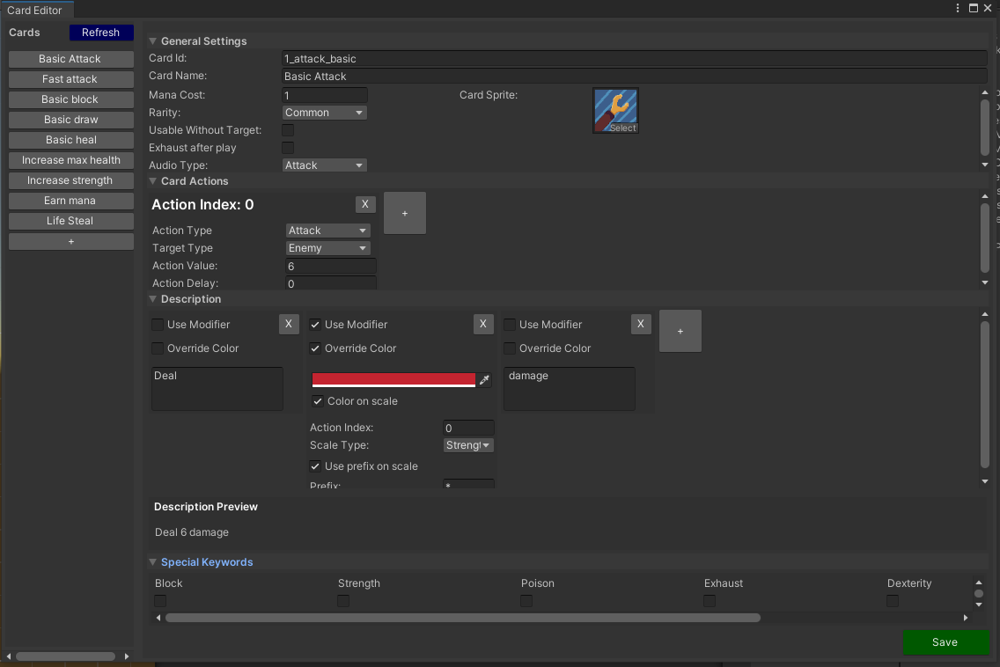 Card Editor
Cards
Refresh
Basic Attack
Fast attack
Basic block
Basic draw
Basic heal
Increase max health
Increase strength
Earn mana
Life Steal
+
General Settings
Card Id: 1_attack_basic
Card Name: Basic Attack
Mana Cost: 1 Card Sprite:
Select
Rarity: Common
Usable Without Target:
Exhaust after play
Audio Type: Attack
Card Actions
Action Index: 0 X +
Action Type Attack
Target Type Enemy
Action Value: 6
Action Delay: 0
Description
Use Modifier X Use Modifier X Use Modifier X +
Override Color Override Color Override Color
Deal damage
Color on scale
Action Index: 0
Scale Type: Strengt
Use prefix on scale
Prefix: *
Description Preview
Deal 6 damage
Special Keywords
Block Strength Poison Exhaust Dexterity
Save